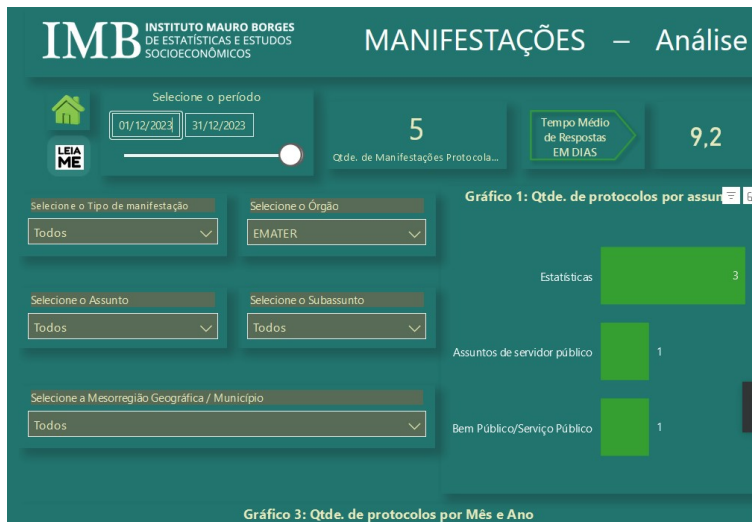 IMB INSTITUTO MAURO BORGES
DE ESTATÍSTICAS E ESTUDOS
SOCIOECONÔMICOS
MANIFESTAÇÕES – Análise
LEIA
ME
Selecione o período
01/12/2023 31/12/2023
5
Qtde. de Manifestações Protocola...
Tempo Médio
de Respostas
EM DIAS
9,2
Selecione o Tipo de manifestação
Todos
Selecione o Órgão
EMATER
Selecione o Assunto
Todos
Selecione o Subassunto
Todos
Selecione a Mesorregião Geográfica / Município
Todos
Gráfico 1: Qtde. de protocolos por assun
Estatísticas 3
Assuntos de servidor público 1
Bem Público/Serviço Público 1
Gráfico 3: Qtde. de protocolos por Mês e Ano